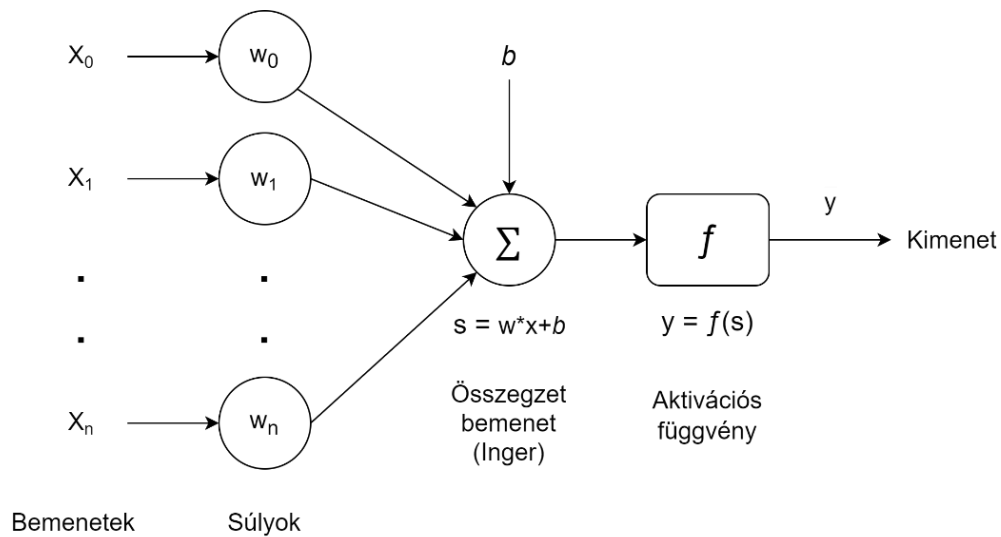 X₀
w₀
b
X₁
w₁
Σ
f
y
Kimenet
s = w*x+b
y = f(s)
Összegzet
bemenet
(Inger)
Aktivációs
függvény
Xₙ
wₙ
Bemenetek
Súlyok